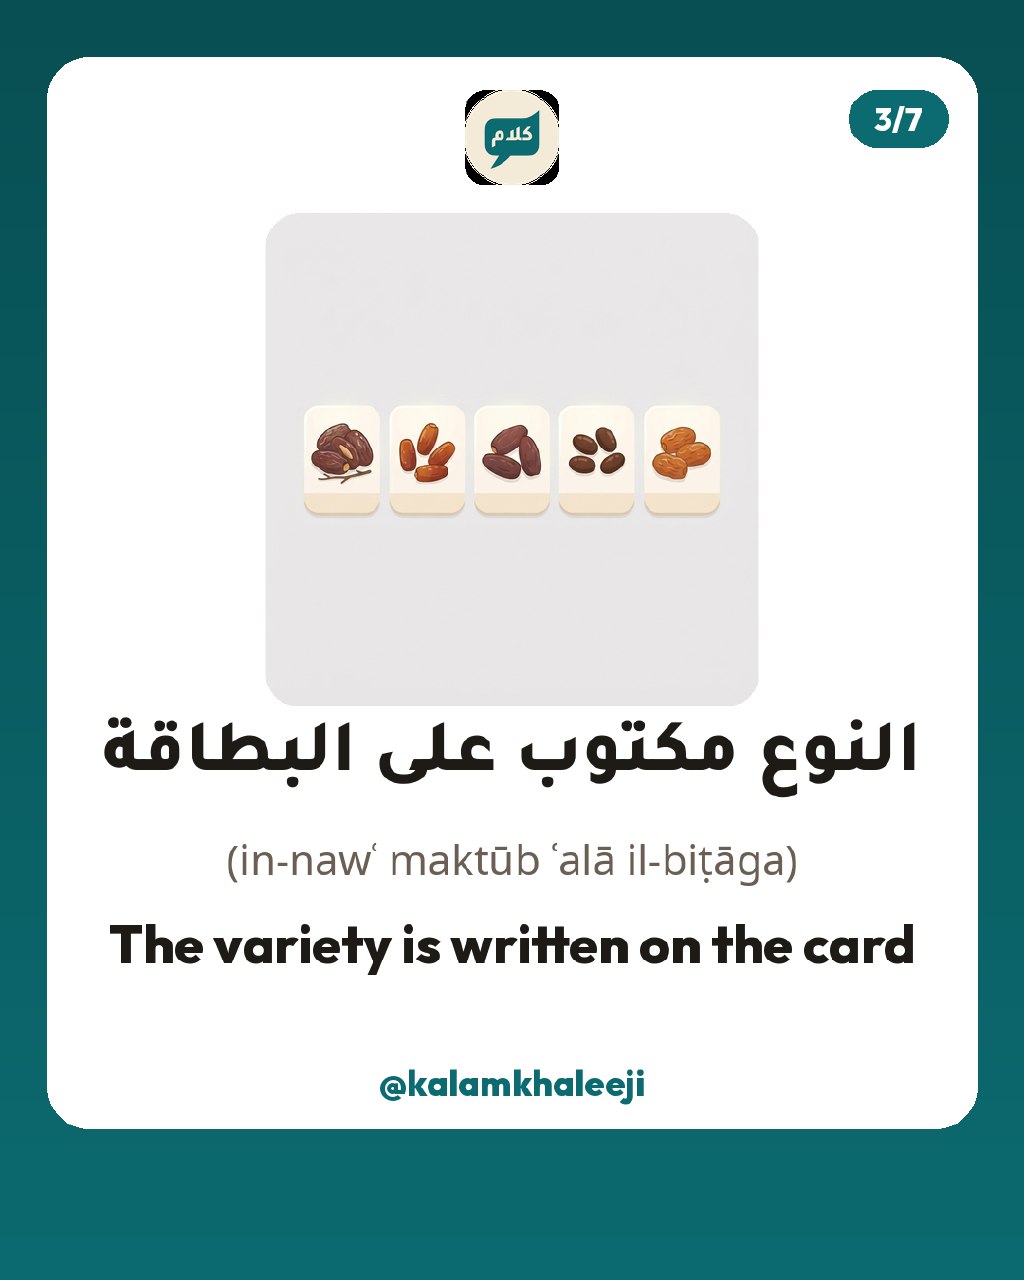 كلام
3/7
النوع مكتوب على البطاقة
(in-nawʿ maktūb ʿalā il-biṭāga)
The variety is written on the card
@kalamkhaleeji